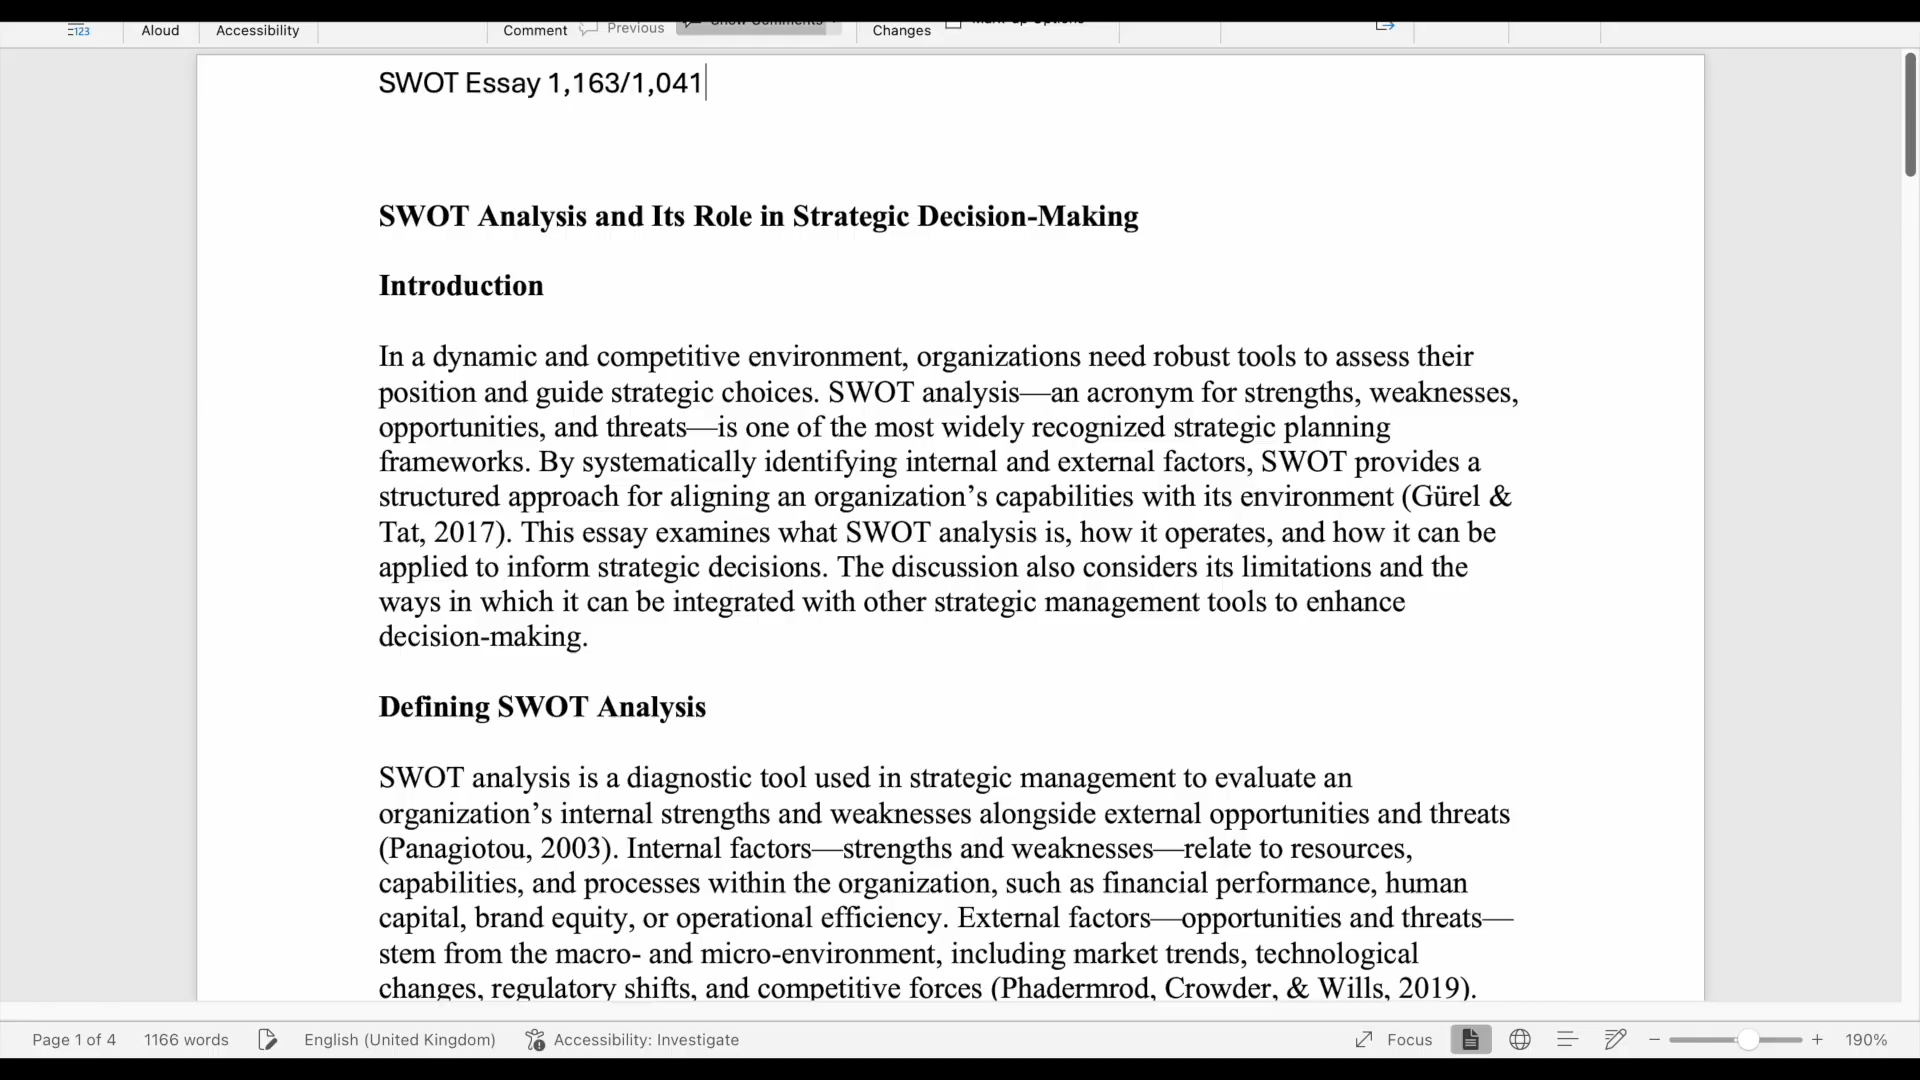 123
Aloud
Accessibility
Comment
Previous
Show Comments
Changes
Mark-up Options
SWOT Essay 1,163/1,041
SWOT Analysis and Its Role in Strategic Decision-Making
Introduction
In a dynamic and competitive environment, organizations need robust tools to assess their
position and guide strategic choices. SWOT analysis—an acronym for strengths, weaknesses,
opportunities, and threats—is one of the most widely recognized strategic planning
frameworks. By systematically identifying internal and external factors, SWOT provides a
structured approach for aligning an organization’s capabilities with its environment (Gürel &
Tat, 2017). This essay examines what SWOT analysis is, how it operates, and how it can be
applied to inform strategic decisions. The discussion also considers its limitations and the
ways in which it can be integrated with other strategic management tools to enhance
decision-making.
Defining SWOT Analysis
SWOT analysis is a diagnostic tool used in strategic management to evaluate an
organization’s internal strengths and weaknesses alongside external opportunities and threats
(Panagiotou, 2003). Internal factors—strengths and weaknesses—relate to resources,
capabilities, and processes within the organization, such as financial performance, human
capital, brand equity, or operational efficiency. External factors—opportunities and threats—
stem from the macro- and micro-environment, including market trends, technological
changes, regulatory shifts, and competitive forces (Phadermrod, Crowder, & Wills, 2019).
Page 1 of 4
1166 words
English (United Kingdom)
Accessibility: Investigate
Focus
190%